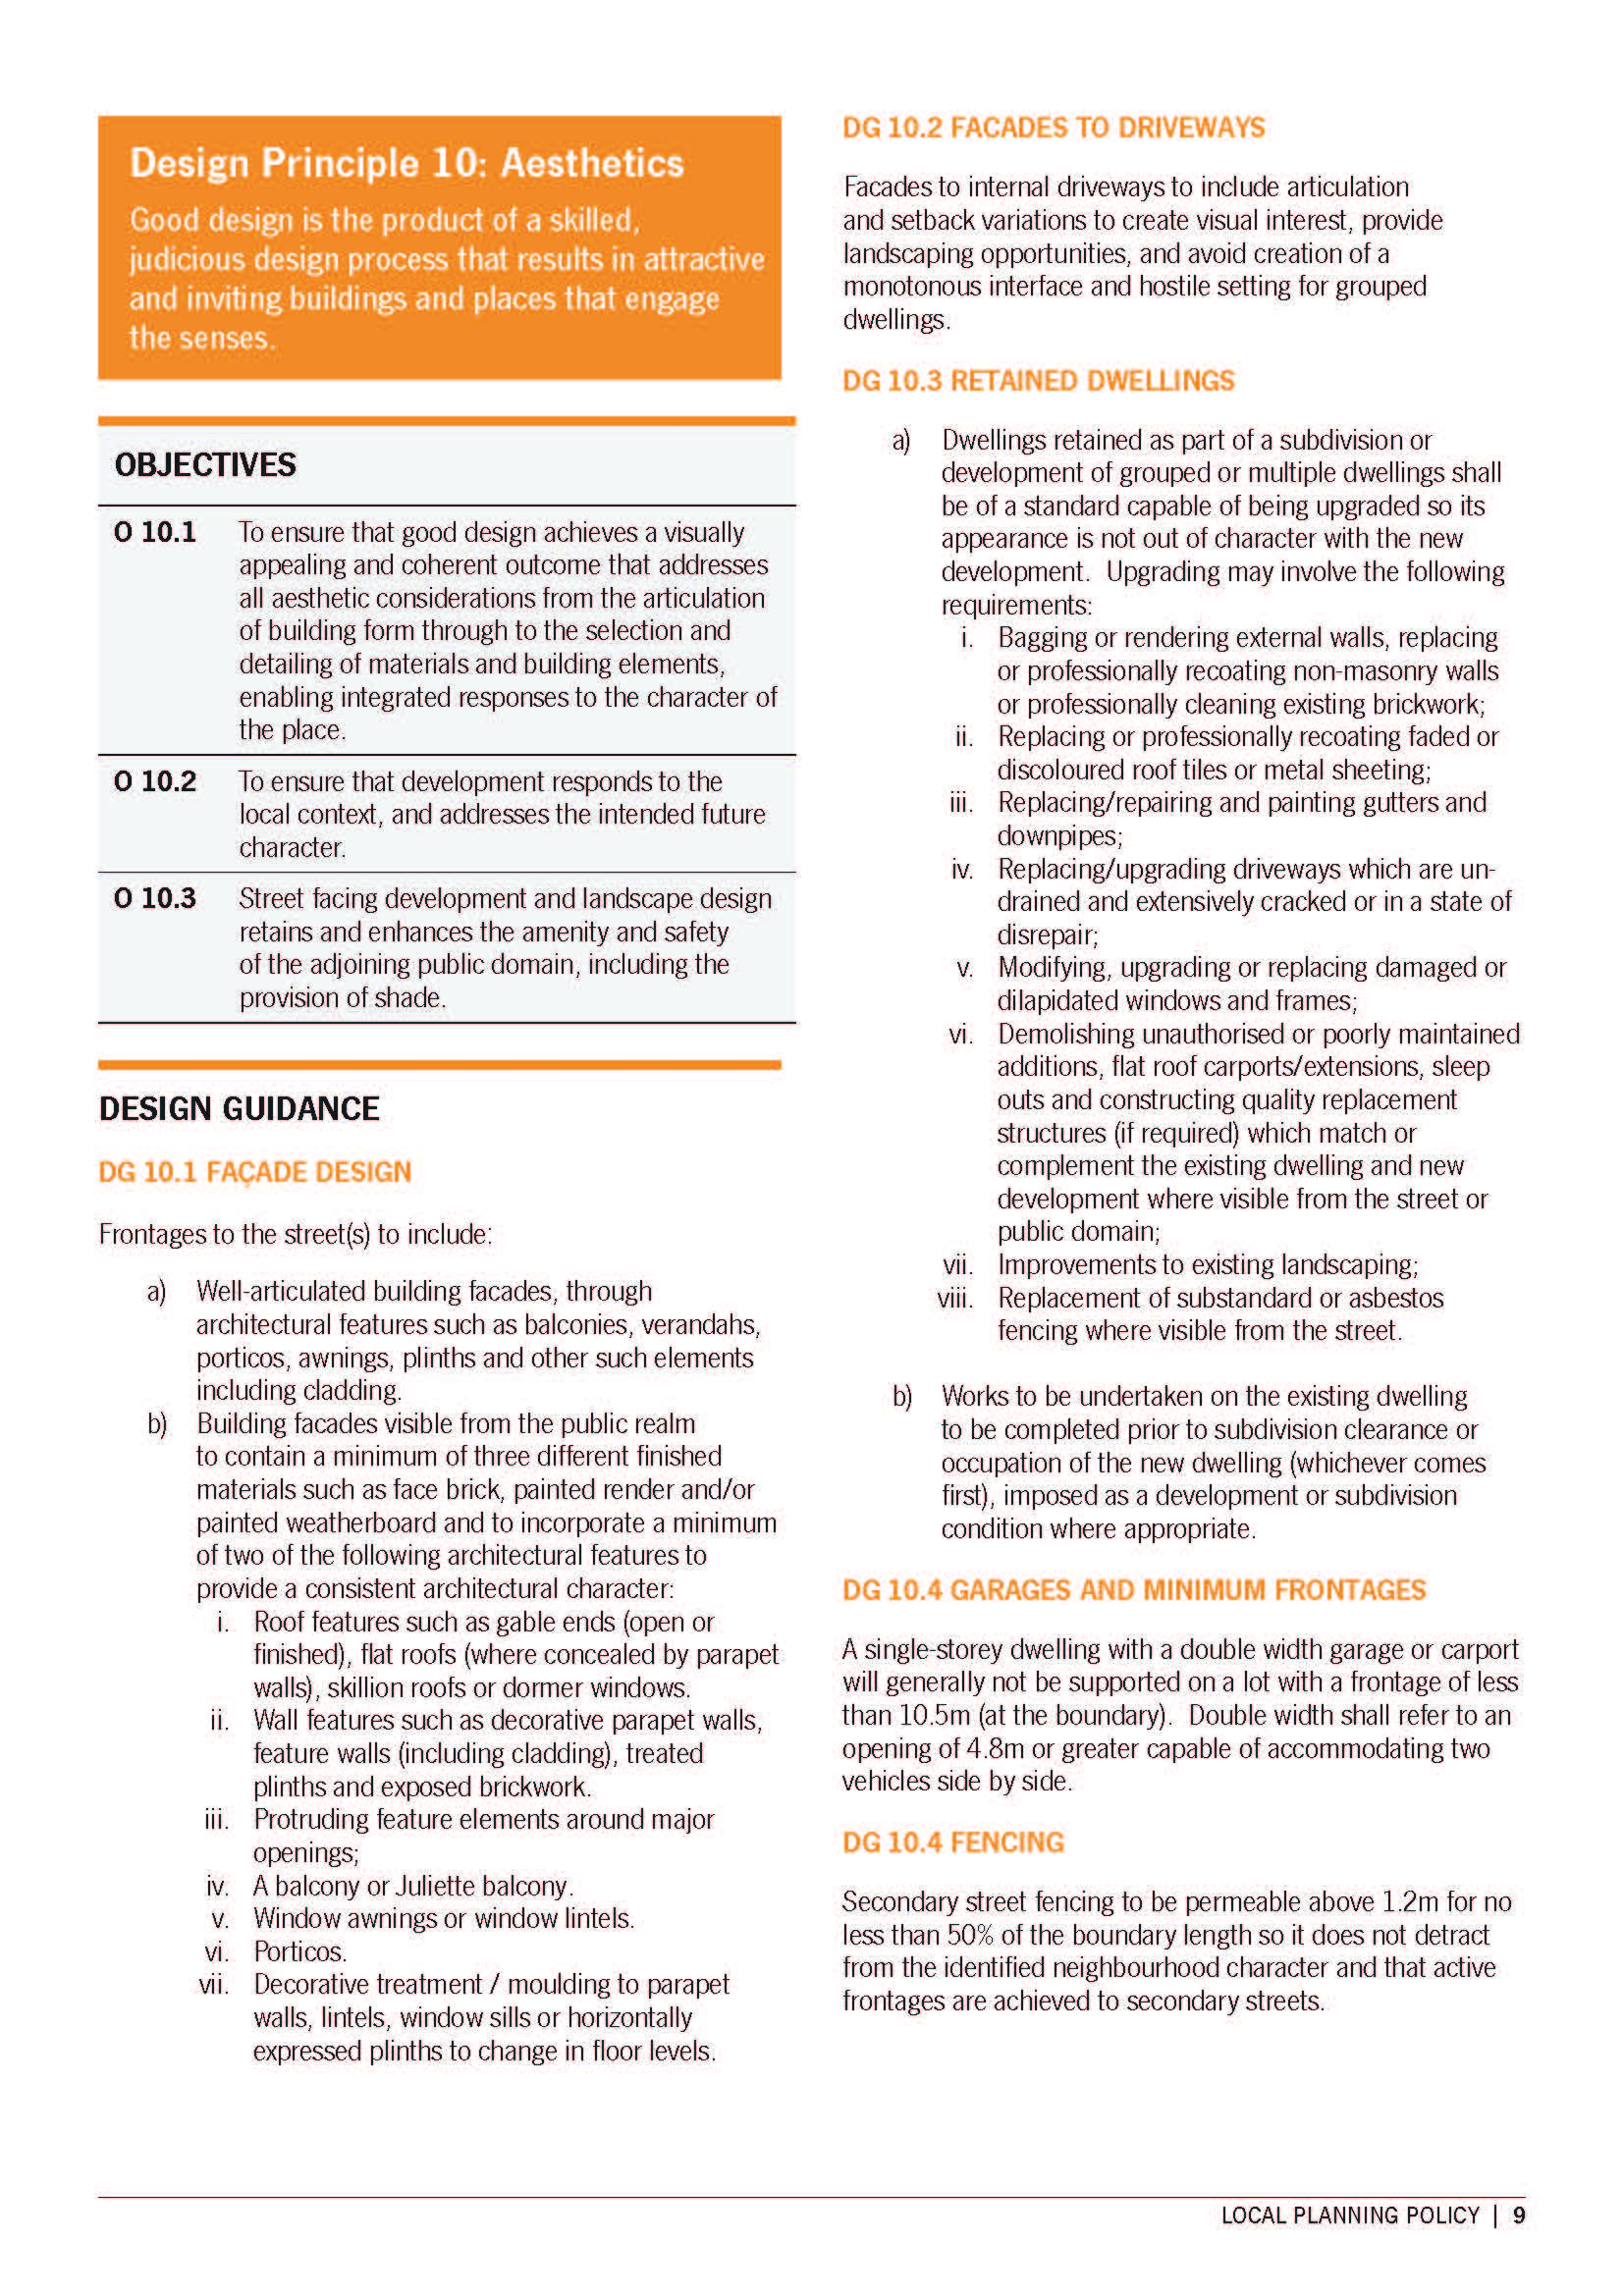 Design Principle 10: Aesthetics
Good design is the product of a skilled,
judicious design process that results in attractive
and inviting buildings and places that engage
the senses.
OBJECTIVES
O 10.1 To ensure that good design achieves a visually
appealing and coherent outcome that addresses
all aesthetic considerations from the articulation
of building form through to the selection and
detailing of materials and building elements,
enabling integrated responses to the character of
the place.
O 10.2 To ensure that development responds to the
local context, and addresses the intended future
character.
O 10.3 Street facing development and landscape design
retains and enhances the amenity and safety
of the adjoining public domain, including the
provision of shade.
DESIGN GUIDANCE
DG 10.1 FAÇADE DESIGN
Frontages to the street(s) to include:
a) Well-articulated building facades, through
architectural features such as balconies, verandahs,
porticos, awnings, plinths and other such elements
including cladding.
b) Building facades visible from the public realm
to contain a minimum of three different finished
materials such as face brick, painted render and/or
painted weatherboard and to incorporate a minimum
of two of the following architectural features to
provide a consistent architectural character:
i. Roof features such as gable ends (open or
finished), flat roofs (where concealed by parapet
walls), skillion roofs or dormer windows.
ii. Wall features such as decorative parapet walls,
feature walls (including cladding), treated
plinths and exposed brickwork.
iii. Protruding feature elements around major
openings;
iv. A balcony or Juliette balcony.
v. Window awnings or window lintels.
vi. Porticos.
vii. Decorative treatment / moulding to parapet
walls, lintels, window sills or horizontally
expressed plinths to change in floor levels.
DG 10.2 FACADES TO DRIVEWAYS
Facades to internal driveways to include articulation
and setback variations to create visual interest, provide
landscaping opportunities, and avoid creation of a
monotonous interface and hostile setting for grouped
dwellings.
DG 10.3 RETAINED DWELLINGS
a) Dwellings retained as part of a subdivision or
development of grouped or multiple dwellings shall
be of a standard capable of being upgraded so its
appearance is not out of character with the new
development. Upgrading may involve the following
requirements:
i. Bagging or rendering external walls, replacing
or professionally recoating non-masonry walls
or professionally cleaning existing brickwork;
ii. Replacing or professionally recoating faded or
discoloured roof tiles or metal sheeting;
iii. Replacing/repairing and painting gutters and
downpipes;
iv. Replacing/upgrading driveways which are un-
drained and extensively cracked or in a state of
disrepair;
v. Modifying, upgrading or replacing damaged or
dilapidated windows and frames;
vi. Demolishing unauthorised or poorly maintained
additions, flat roof carports/extensions, sleep
outs and constructing quality replacement
structures (if required) which match or
complement the existing dwelling and new
development where visible from the street or
public domain;
vii. Improvements to existing landscaping;
viii. Replacement of substandard or asbestos
fencing where visible from the street.
b) Works to be undertaken on the existing dwelling
to be completed prior to subdivision clearance or
occupation of the new dwelling (whichever comes
first), imposed as a development or subdivision
condition where appropriate.
DG 10.4 GARAGES AND MINIMUM FRONTAGES
A single-storey dwelling with a double width garage or carport
will generally not be supported on a lot with a frontage of less
than 10.5m (at the boundary). Double width shall refer to an
opening of 4.8m or greater capable of accommodating two
vehicles side by side.
DG 10.4 FENCING
Secondary street fencing to be permeable above 1.2m for no
less than 50% of the boundary length so it does not detract
from the identified neighbourhood character and that active
frontages are achieved to secondary streets.
LOCAL PLANNING POLICY | 9